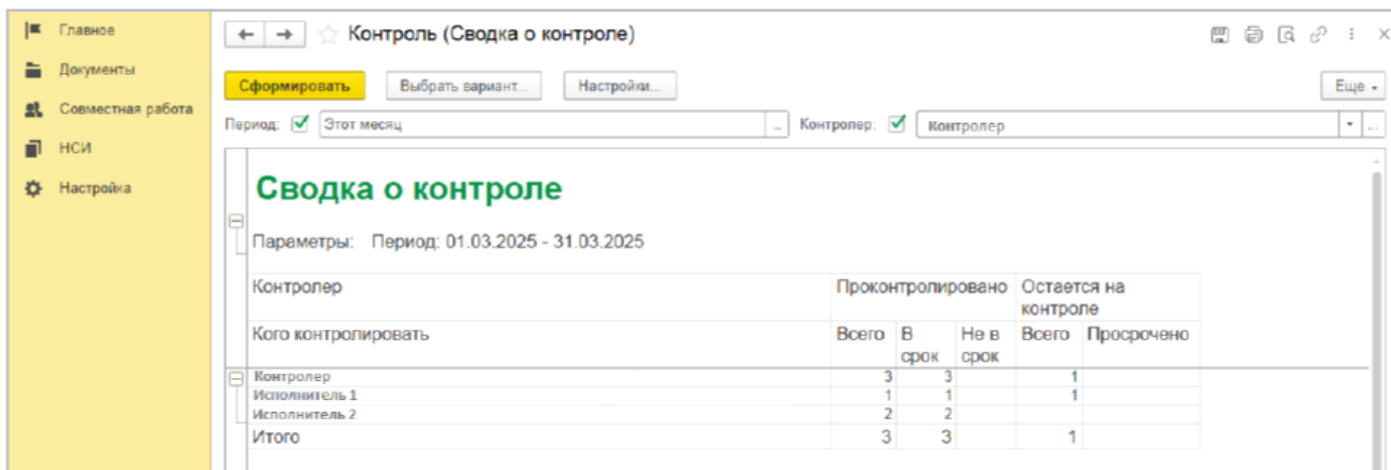 Главное
Документы
Совместная работа
НСИ
Настройка
Контроль (Сводка о контроле)
Сформировать Выбрать вариант... Настройки... Еще
Период: Этот месяц ... Контролер: Контролер ...
Сводка о контроле
Параметры: Период: 01.03.2025 - 31.03.2025
Контролер Проконтролировано Остается на контроле
Кого контролировать Всего В срок Не в срок Всего Просрочено
Контролер 3 3 1
Исполнитель 1 1 1 1
Исполнитель 2 2 2
Итого 3 3 1